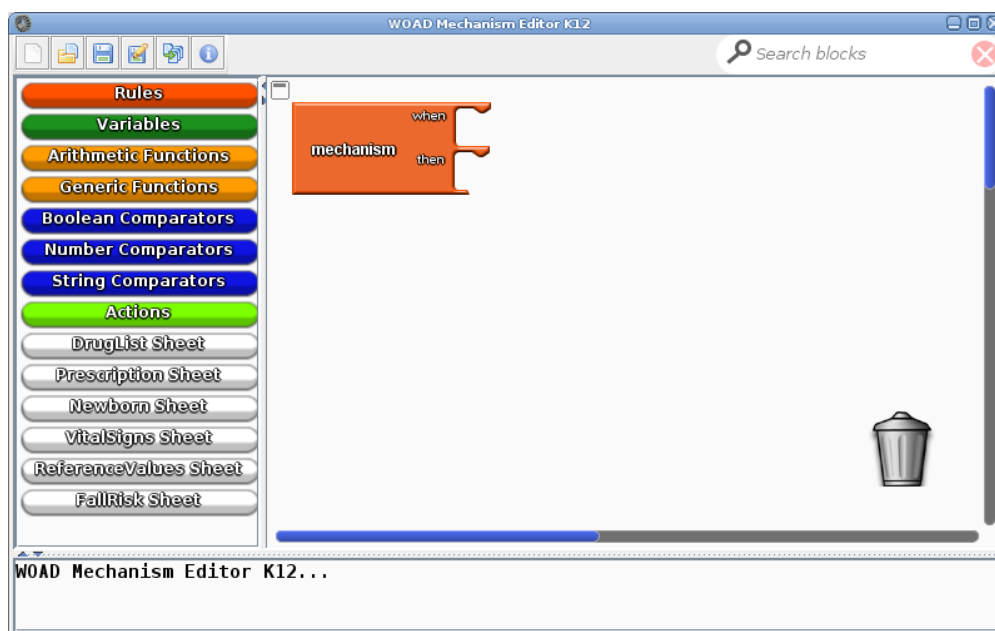 WOAD Mechanism Editor K12
Search blocks
Rules
Variables
Arithmetic Functions
Generic Functions
Boolean Comparators
Number Comparators
String Comparators
Actions
DrugList Sheet
Prescription Sheet
Newborn Sheet
VitalSigns Sheet
ReferenceValues Sheet
FallRisk Sheet
when
mechanism
then
WOAD Mechanism Editor K12...